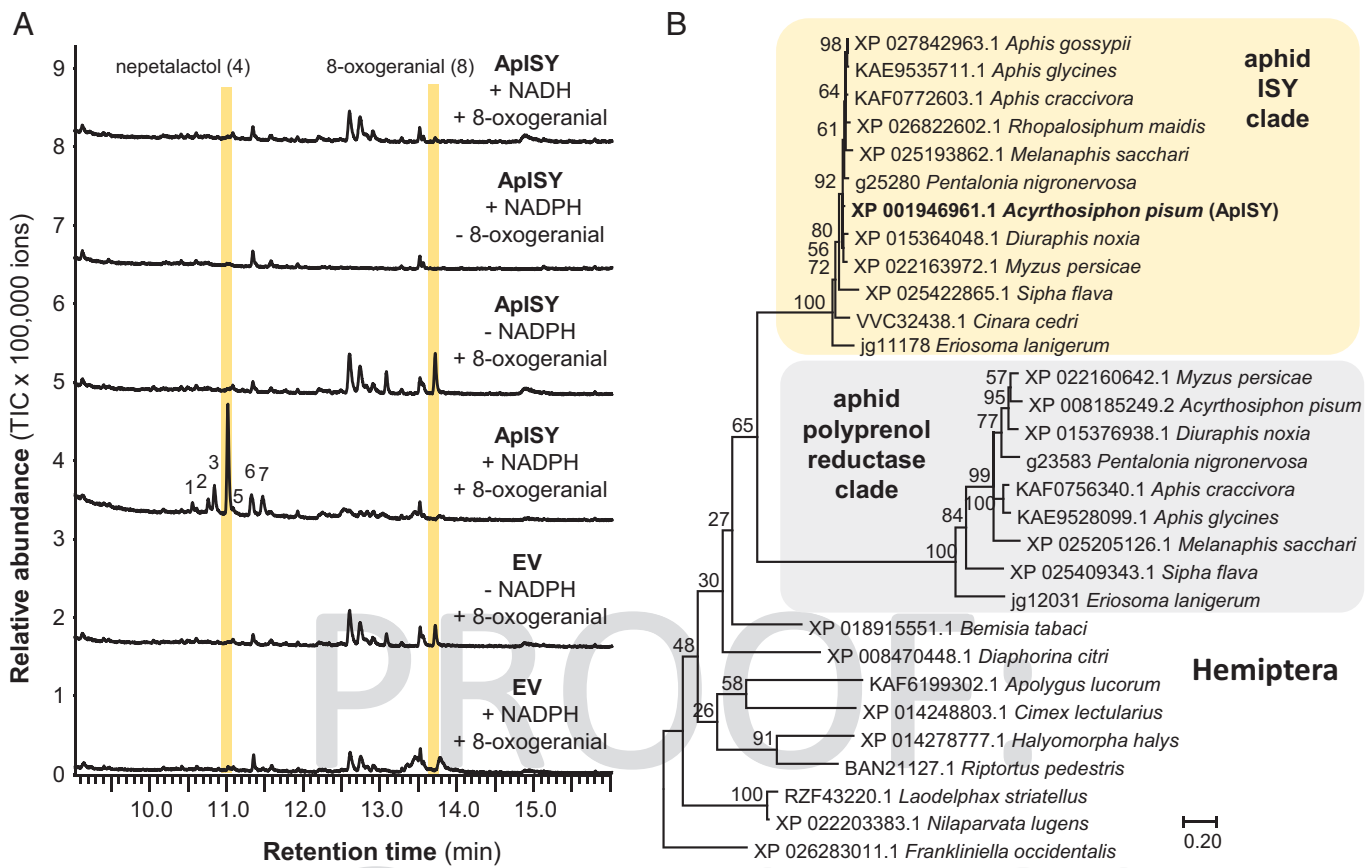 A
nepetalactol (4)
8-oxogeranial (8)
ApISY
+ NADH
+ 8-oxogeranial
ApISY
+ NADPH
- 8-oxogeranial
ApISY
- NADPH
+ 8-oxogeranial
ApISY
+ NADPH
+ 8-oxogeranial
EV
- NADPH
+ 8-oxogeranial
EV
+ NADPH
+ 8-oxogeranial
1 2 3 5 6 7
9
8
7
6
5
4
3
2
1
0
Relative abundance (TIC x 100,000 ions)
10.0 11.0 12.0 13.0 14.0 15.0
Retention time (min)
B
aphid
ISY
clade
98 XP 027842963.1 Aphis gossypii
KAE9535711.1 Aphis glycines
64 KAF0772603.1 Aphis craccivora
61 XP 026822602.1 Rhopalosiphum maidis
XP 025193862.1 Melanaphis sacchari
92 g25280 Pentalonia nigronervosa
XP 001946961.1 Acyrthosiphon pisum (ApISY)
80 XP 015364048.1 Diuraphis noxia
56
72 XP 022163972.1 Myzus persicae
XP 025422865.1 Sipha flava
100 VVC32438.1 Cinara cedri
jg11178 Eriosoma lanigerum
aphid
polyprenol
reductase
clade
57 XP 022160642.1 Myzus persicae
95 XP 008185249.2 Acyrthosiphon pisum
77 XP 015376938.1 Diuraphis noxia
g23583 Pentalonia nigronervosa
99 KAF0756340.1 Aphis craccivora
100 KAE9528099.1 Aphis glycines
84 XP 025205126.1 Melanaphis sacchari
100 XP 025409343.1 Sipha flava
jg12031 Eriosoma lanigerum
65
27
30
48
XP 018915551.1 Bemisia tabaci
XP 008470448.1 Diaphorina citri
Hemiptera
58 KAF6199302.1 Apolygus lucorum
26 XP 014248803.1 Cimex lectularius
91 XP 014278777.1 Halyomorpha halys
BAN21127.1 Riptortus pedestris
100 RZF43220.1 Laodelphax striatellus
XP 022203383.1 Nilaparvata lugens
XP 026283011.1 Frankliniella occidentalis
0.20
PROOF: